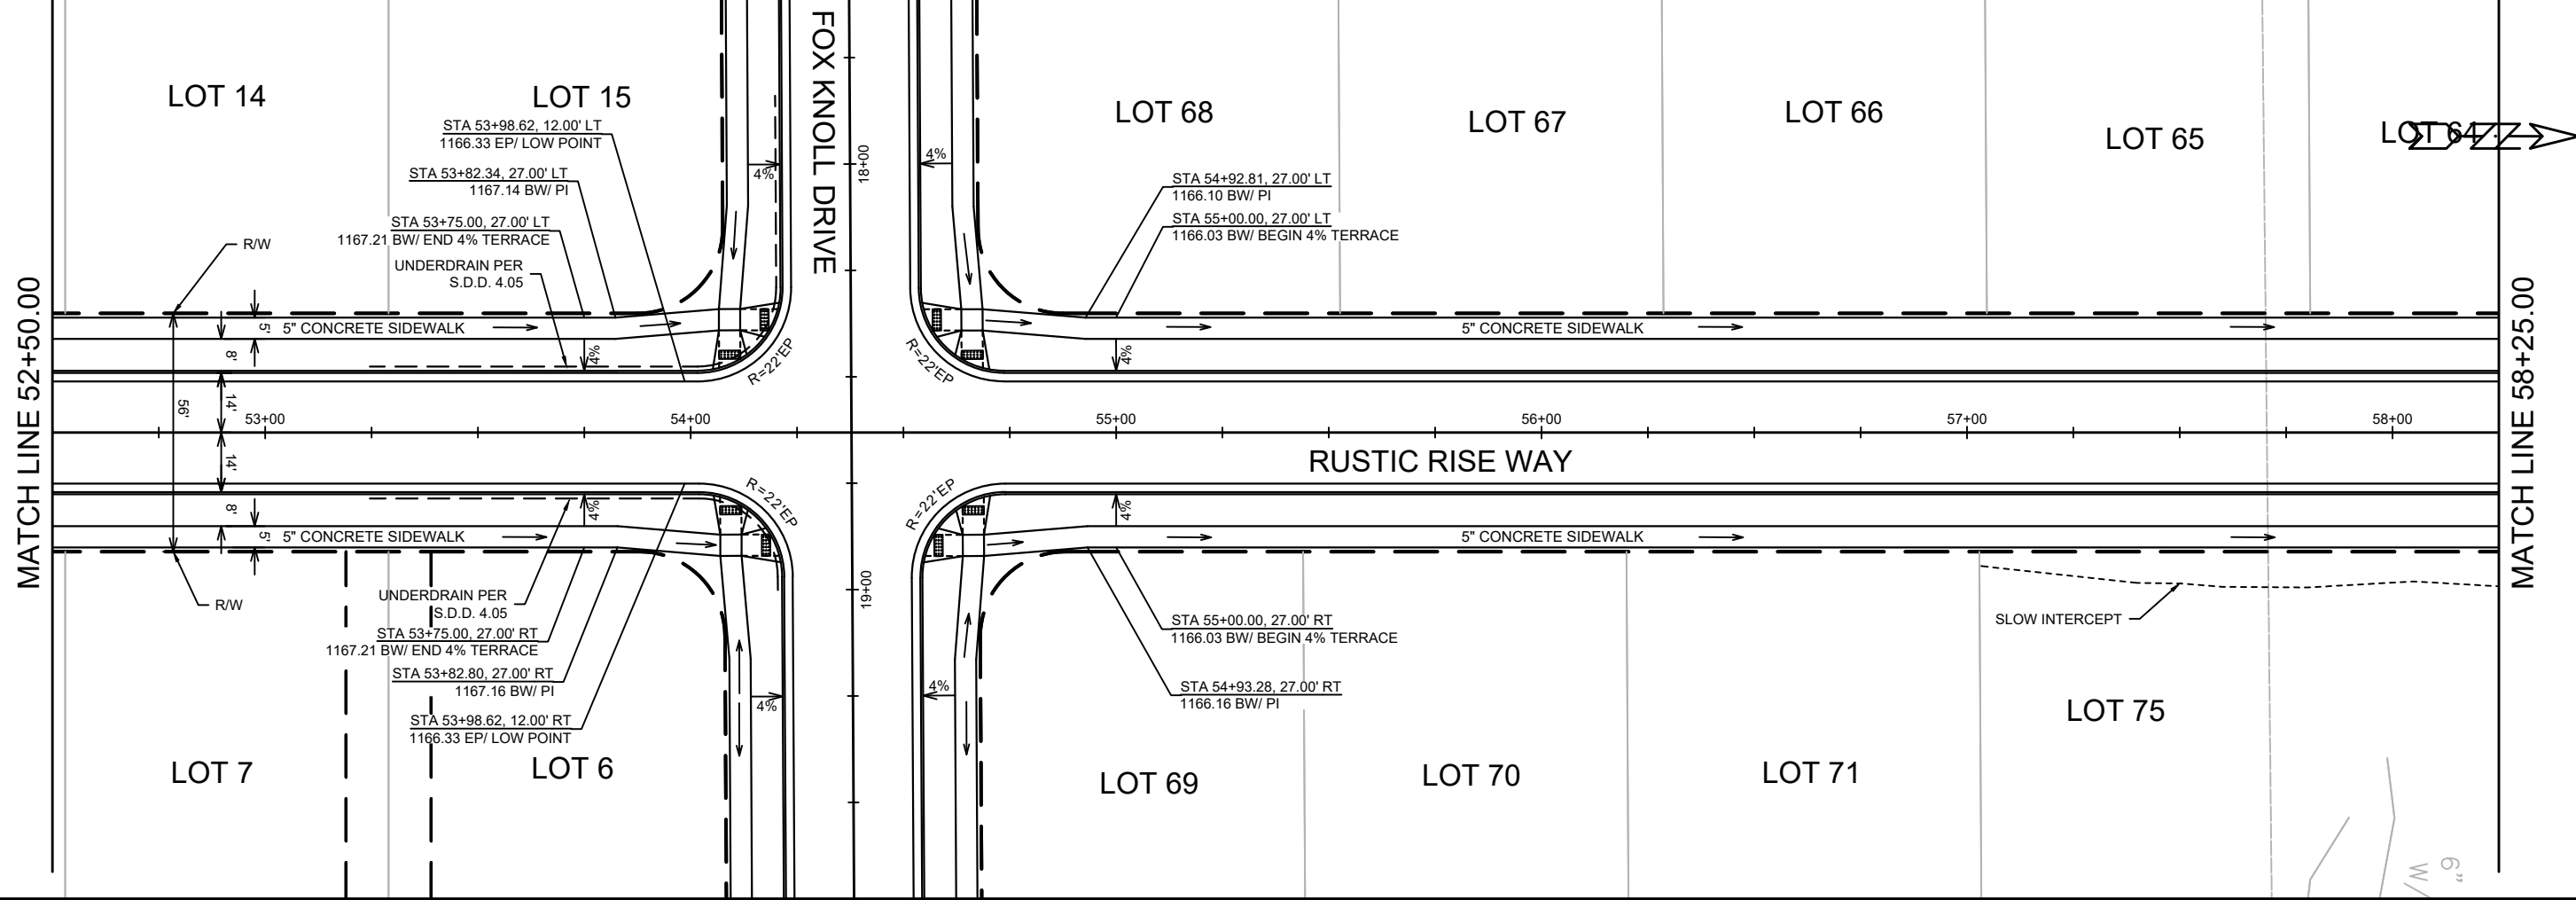 LOT 14
LOT 15
FOX KNOLL DRIVE
LOT 68
LOT 67
LOT 66
LOT 65
LOT 64
STA 53+98.62, 12.00' LT
1166.33 EP/ LOW POINT
STA 53+82.34, 27.00' LT
1167.14 BW/ PI
STA 53+75.00, 27.00' LT
1167.21 BW/ END 4% TERRACE
UNDERDRAIN PER
S.D.D. 4.05
R/W
4%
18+00
4%
STA 54+92.81, 27.00' LT
1166.10 BW/ PI
STA 55+00.00, 27.00' LT
1166.03 BW/ BEGIN 4% TERRACE
MATCH LINE 52+50.00
5'
5" CONCRETE SIDEWALK
8'
4%
R=22'EP
R=22'EP
4%
5" CONCRETE SIDEWALK
MATCH LINE 58+25.00
56'
14'
53+00
54+00
55+00
56+00
57+00
58+00
14'
RUSTIC RISE WAY
8'
5'
5" CONCRETE SIDEWALK
4%
R=22'EP
R=22'EP
4%
5" CONCRETE SIDEWALK
R/W
UNDERDRAIN PER
S.D.D. 4.05
STA 53+75.00, 27.00' RT
1167.21 BW/ END 4% TERRACE
STA 53+82.80, 27.00' RT
1167.16 BW/ PI
STA 53+98.62, 12.00' RT
1166.33 EP/ LOW POINT
19+00
4%
4%
STA 55+00.00, 27.00' RT
1166.03 BW/ BEGIN 4% TERRACE
STA 54+93.28, 27.00' RT
1166.16 BW/ PI
SLOW INTERCEPT
LOT 7
LOT 6
LOT 69
LOT 70
LOT 71
LOT 75
6"
W/